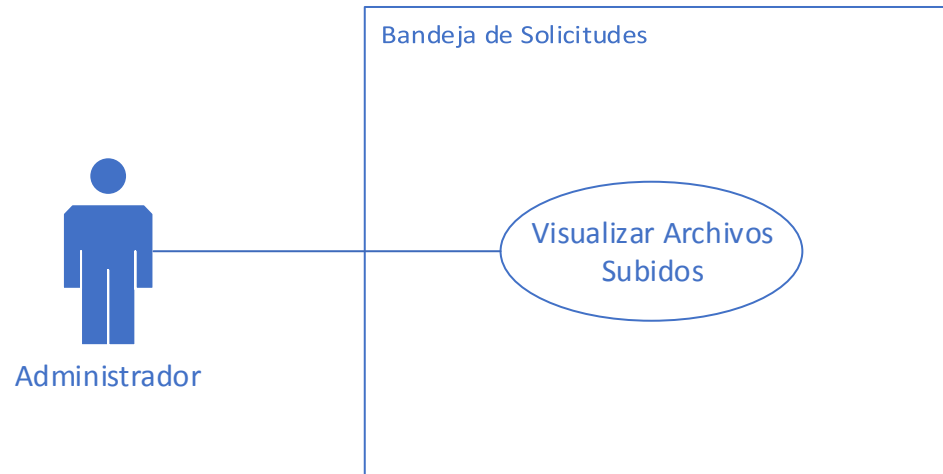 Bandeja de Solicitudes
Visualizar Archivos
Subidos
Administrador